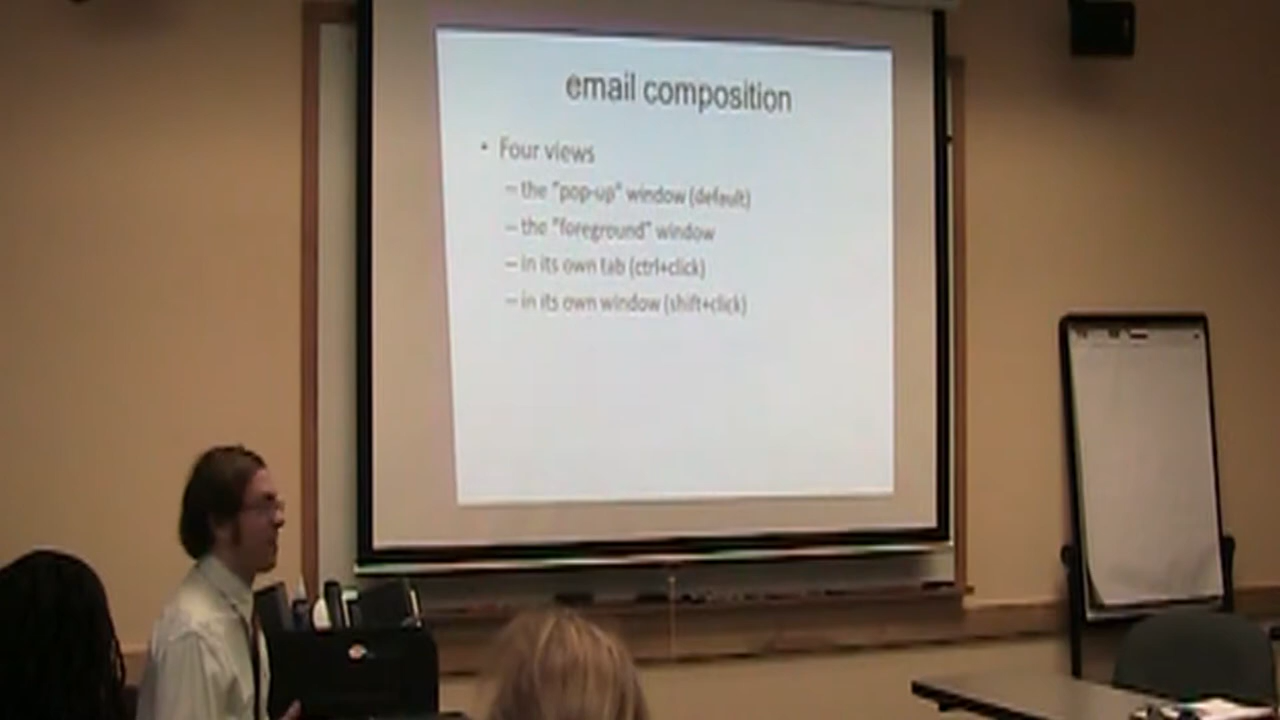 email composition
• Four views
– the "pop-up" window (default)
– the "foreground" window
– in its own tab (ctrl+click)
– in its own window (shift+click)